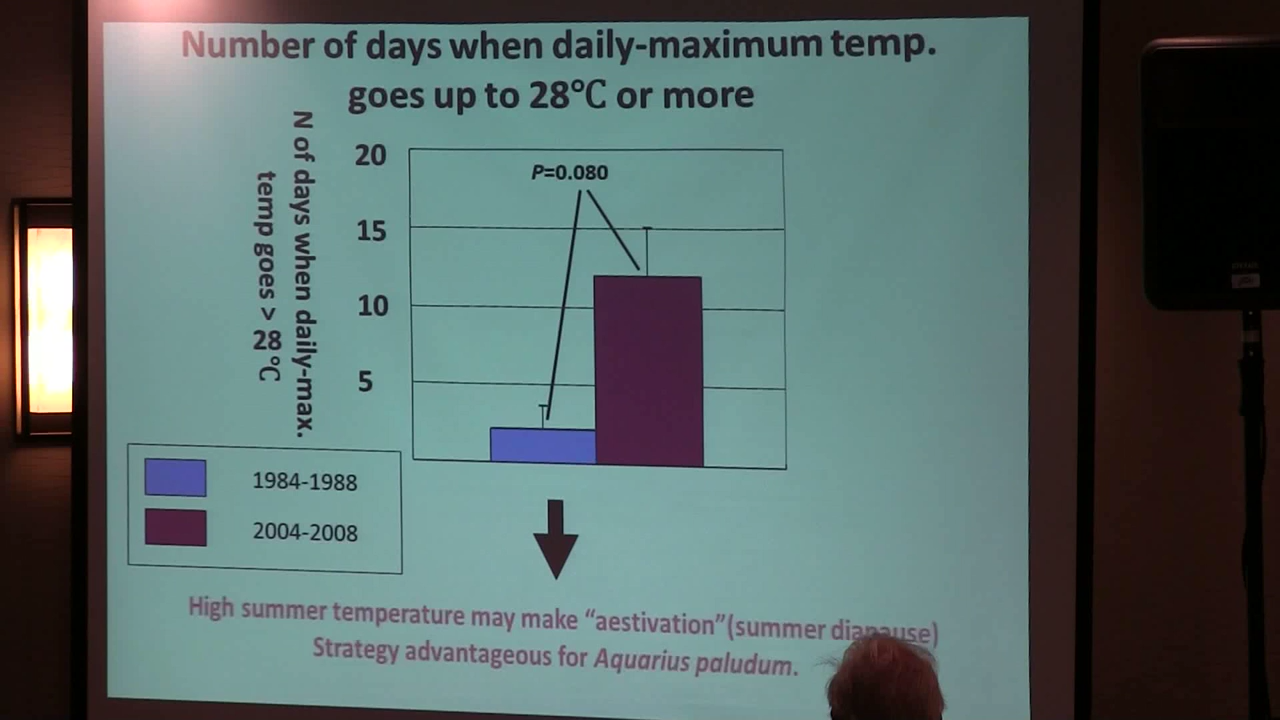 Number of days when daily-maximum temp.
goes up to 28℃ or more
N of days when daily-max.
temp goes > 28 ℃
20
15
10
5
P=0.080
1984-1988
2004-2008
High summer temperature may make “aestivation”(summer diapause)
Strategy advantageous for Aquarius paludum.